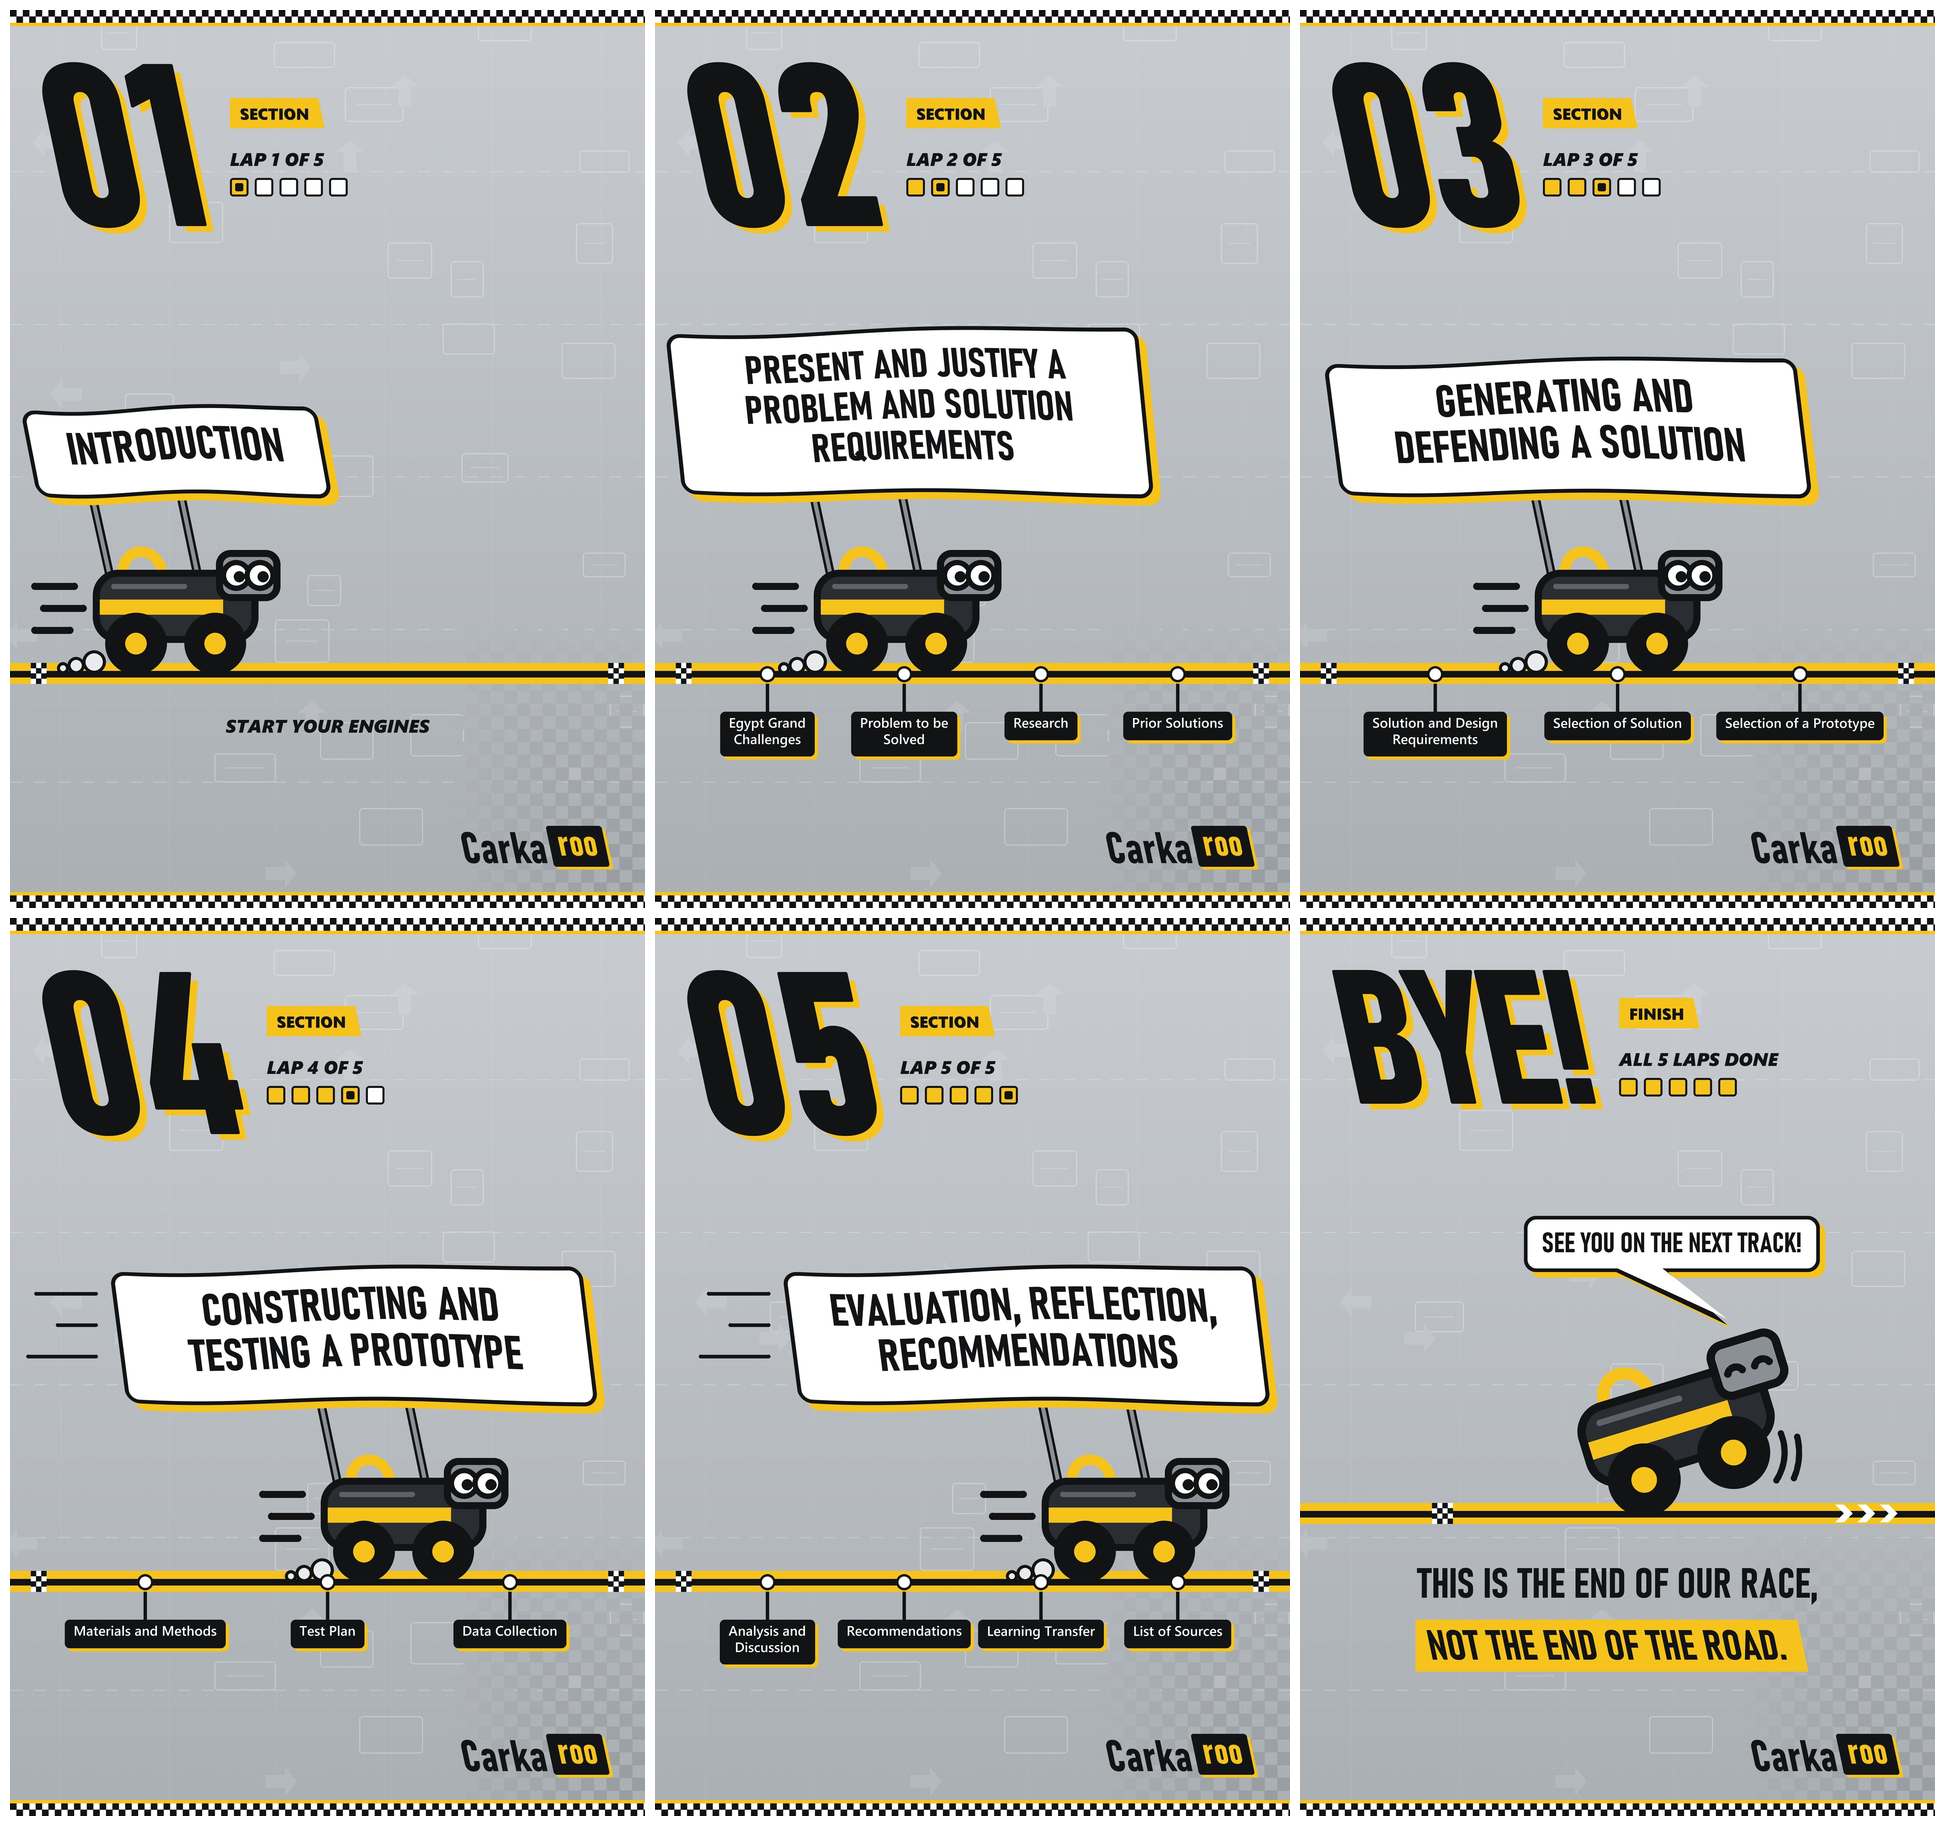 01
SECTION
LAP 1 OF 5
INTRODUCTION
START YOUR ENGINES
Carka roo
02
SECTION
LAP 2 OF 5
PRESENT AND JUSTIFY A
PROBLEM AND SOLUTION
REQUIREMENTS
Egypt Grand
Challenges
Problem to be
Solved
Research
Prior Solutions
Carka roo
03
SECTION
LAP 3 OF 5
GENERATING AND
DEFENDING A SOLUTION
Solution and Design
Requirements
Selection of Solution
Selection of a Prototype
Carka roo
04
SECTION
LAP 4 OF 5
CONSTRUCTING AND
TESTING A PROTOTYPE
Materials and Methods
Test Plan
Data Collection
Carka roo
05
SECTION
LAP 5 OF 5
EVALUATION, REFLECTION,
RECOMMENDATIONS
Analysis and
Discussion
Recommendations
Learning Transfer
List of Sources
Carka roo
BYE!
FINISH
ALL 5 LAPS DONE
SEE YOU ON THE NEXT TRACK!
THIS IS THE END OF OUR RACE,
NOT THE END OF THE ROAD.
Carka roo